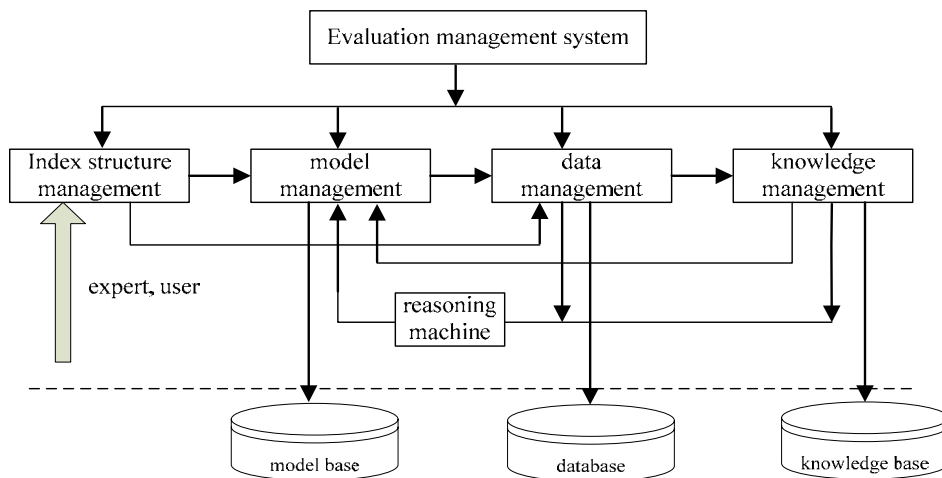 Evaluation management system
Index structure
management
model
management
data
management
knowledge
management
expert, user
reasoning
machine
model base
database
knowledge base